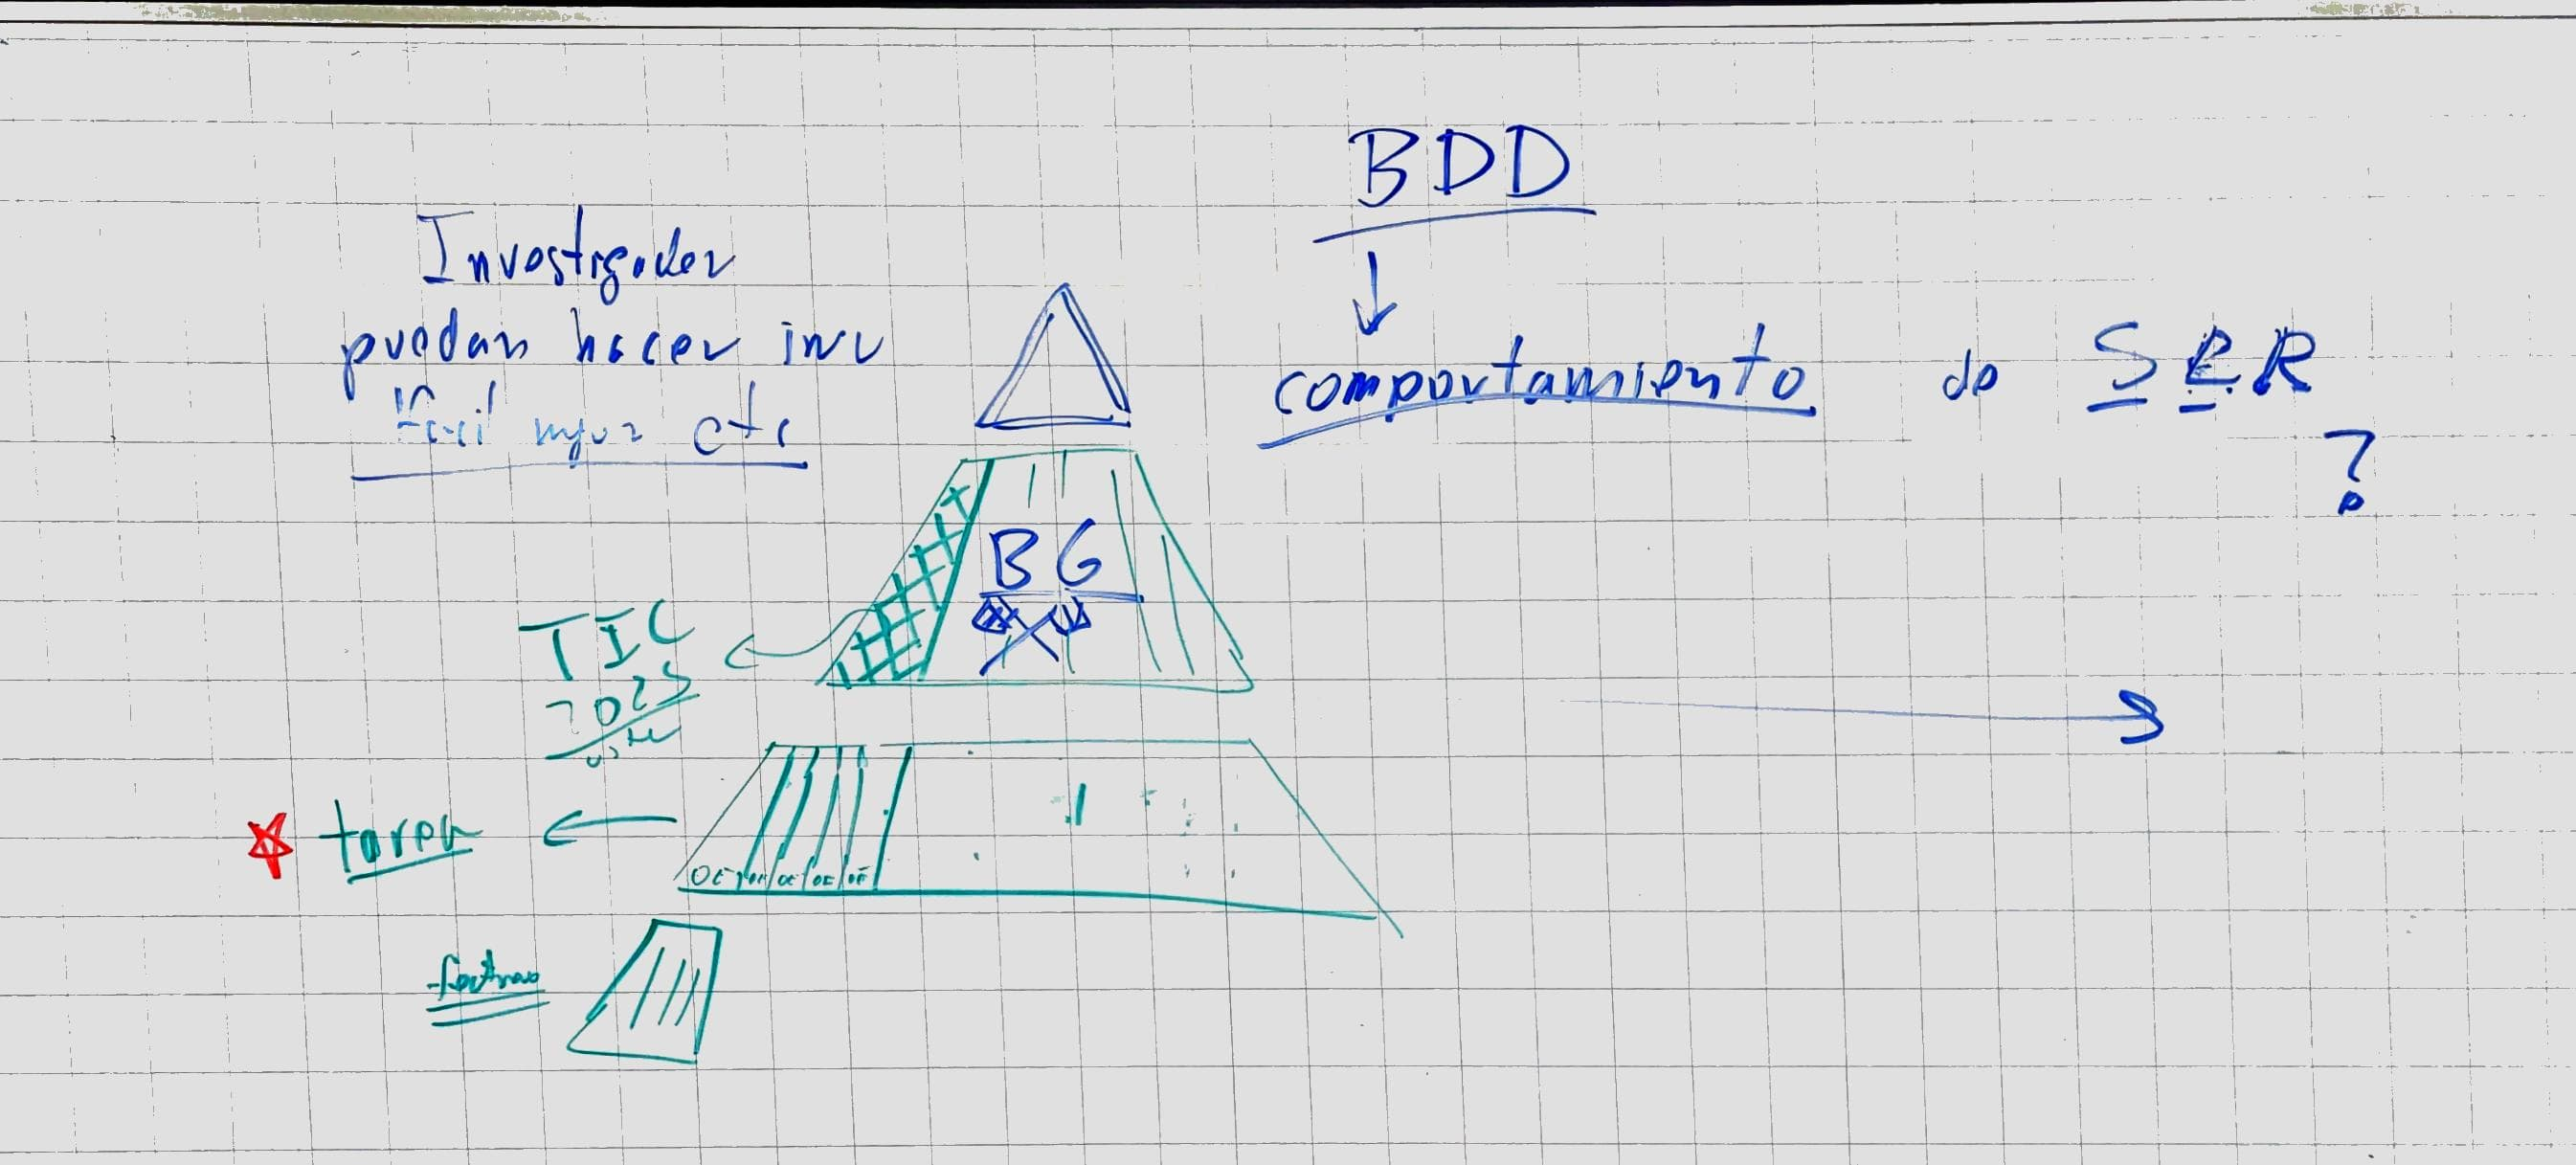 BDD
Investigador
puedan hacer inv
fácil mejor etc
comportamiento de SER
?
BG
TIC
2025
tarea
OE OE OE OE OE